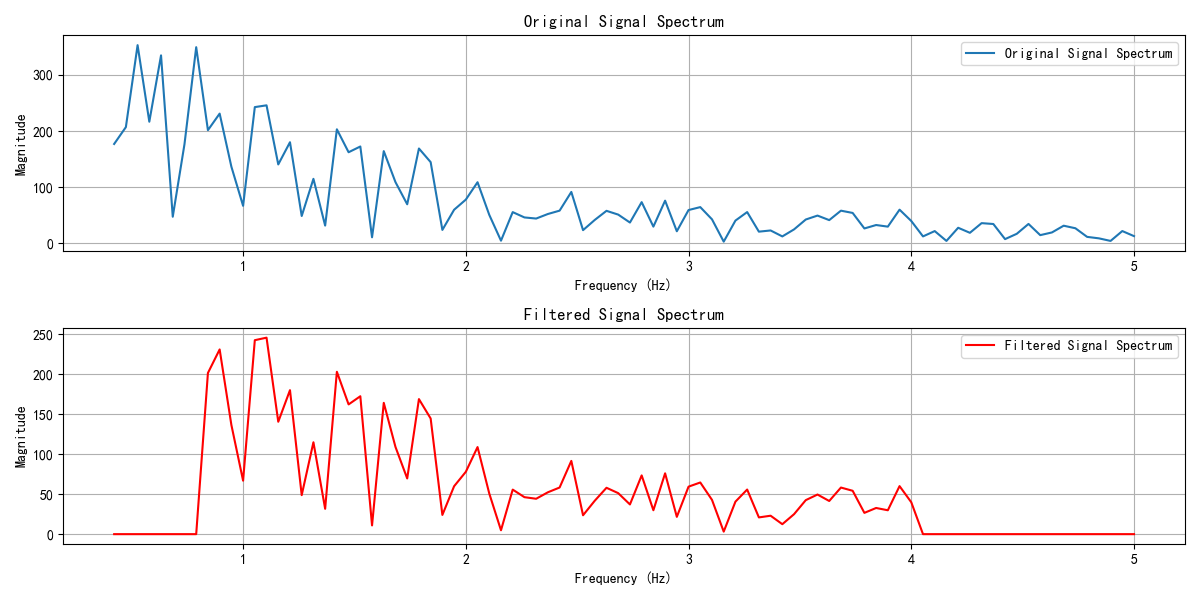 Original Signal Spectrum
Original Signal Spectrum
300
200
100
0
Magnitude
1
2
3
4
5
Frequency (Hz)
Filtered Signal Spectrum
Filtered Signal Spectrum
250
200
150
100
50
0
Magnitude
1
2
3
4
5
Frequency (Hz)